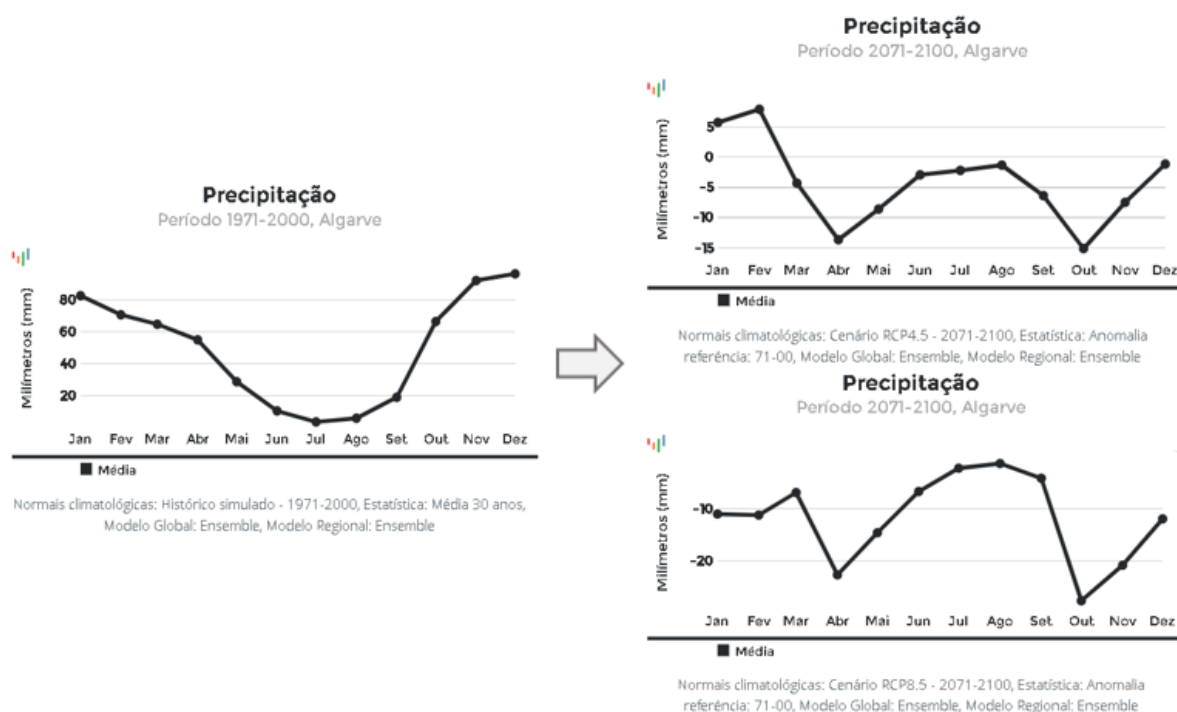 Precipitação
Período 1971-2000, Algarve
Milímetros (mm)
80
60
40
20
Jan Fev Mar Abr Mai Jun Jul Ago Set Out Nov Dez
Média
Normais climatológicas: Histórico simulado - 1971-2000, Estatística: Média 30 anos,
Modelo Global: Ensemble, Modelo Regional: Ensemble
Precipitação
Período 2071-2100, Algarve
Milímetros (mm)
5
0
-5
-10
-15
Jan Fev Mar Abr Mai Jun Jul Ago Set Out Nov Dez
Média
Normais climatológicas: Cenário RCP4.5 - 2071-2100, Estatística: Anomalia
referência: 71-00, Modelo Global: Ensemble, Modelo Regional: Ensemble
Precipitação
Período 2071-2100, Algarve
Milímetros (mm)
-10
-20
Jan Fev Mar Abr Mai Jun Jul Ago Set Out Nov Dez
Média
Normais climatológicas: Cenário RCP8.5 - 2071-2100, Estatística: Anomalia
referência: 71-00, Modelo Global: Ensemble, Modelo Regional: Ensemble